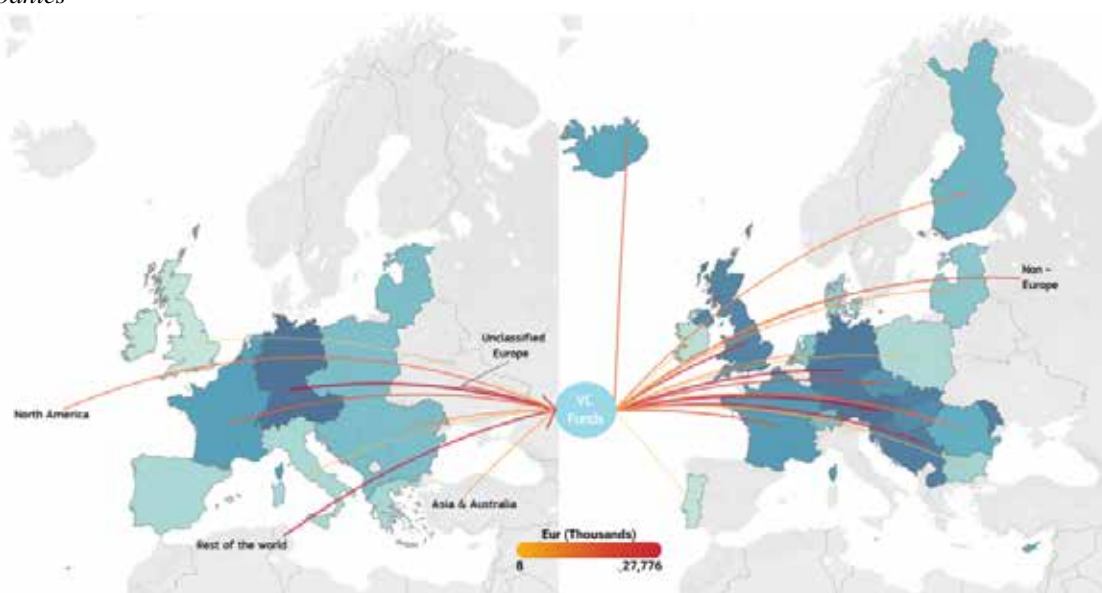 Unclassified
Europe
North America
Asia & Australia
Rest of the world
VC
Funds
Non -
Europe
Eur (Thousands)
8
27,776